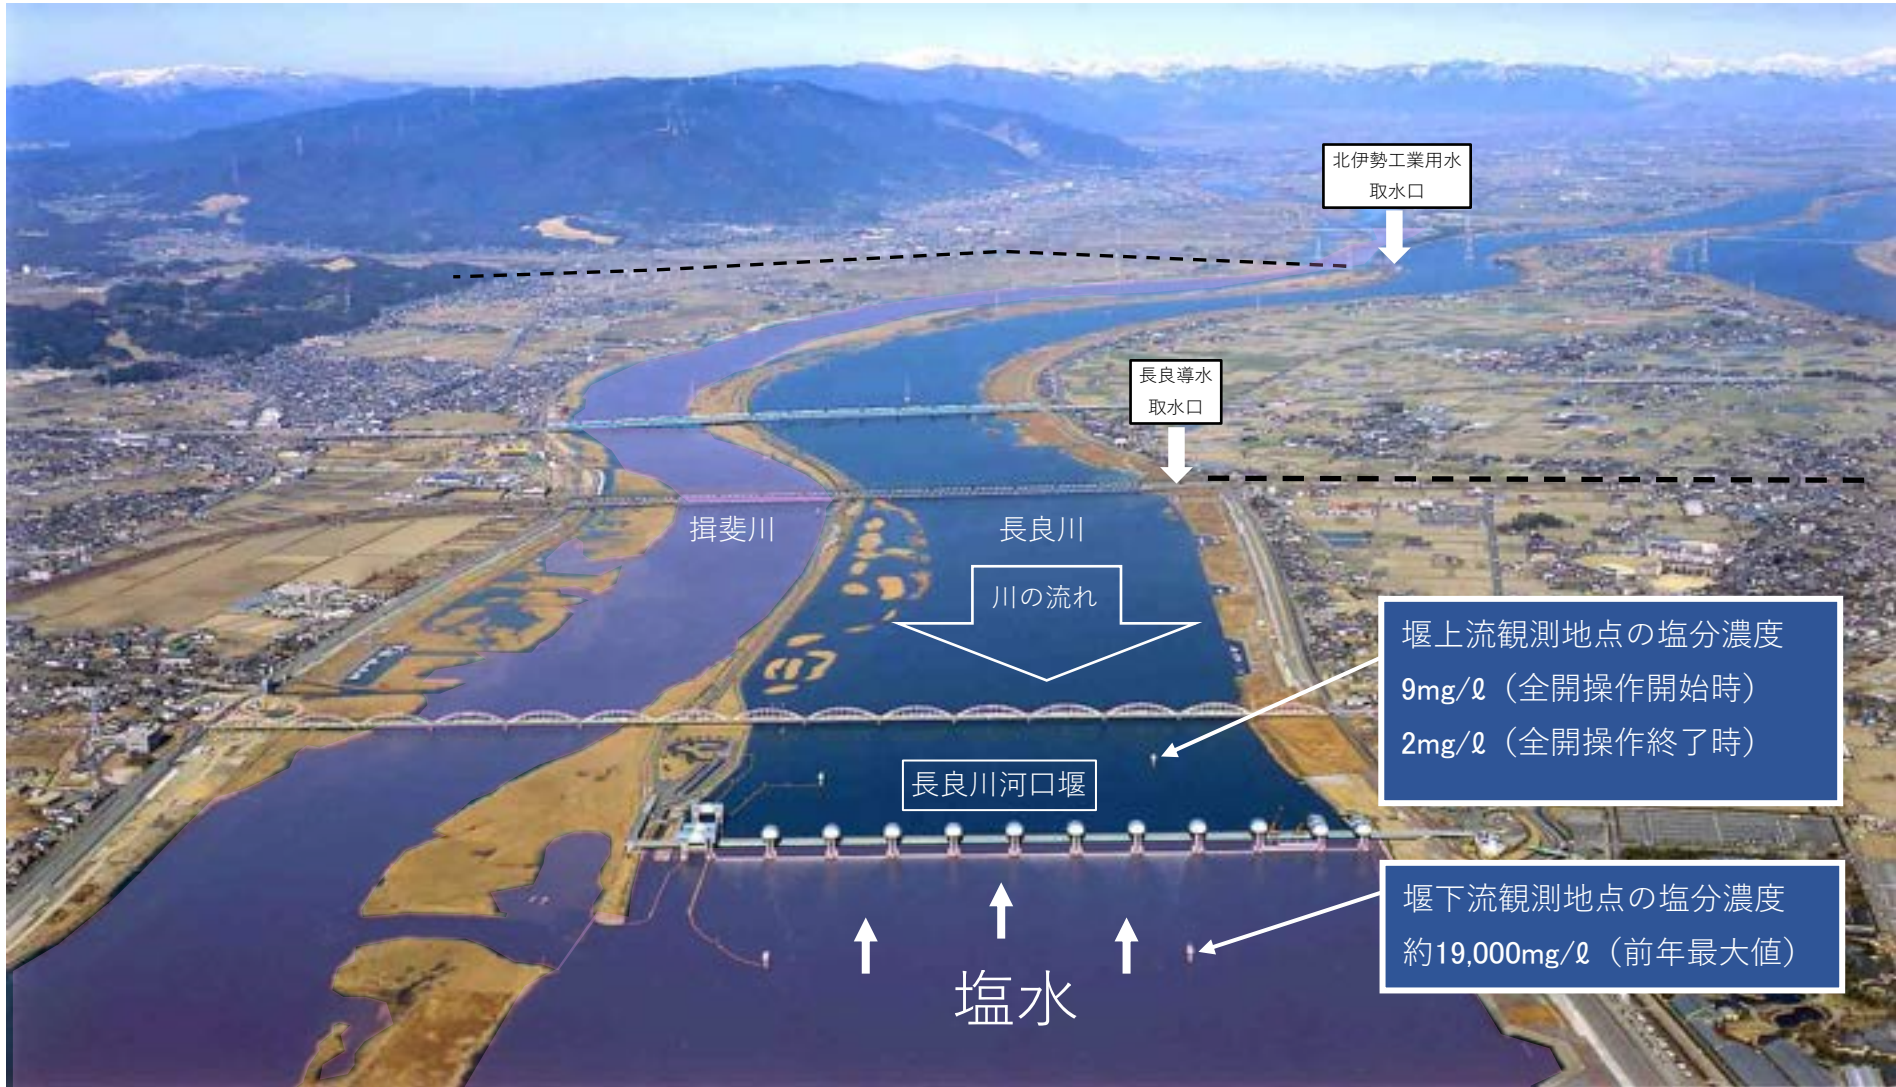 北伊勢工業用水
取水口
長良導水
取水口
揖斐川
長良川
川の流れ
堰上流観測地点の塩分濃度
9mg/ℓ（全開操作開始時）
2mg/ℓ（全開操作終了時）
長良川河口堰
堰下流観測地点の塩分濃度
約19,000mg/ℓ（前年最大値）
塩水